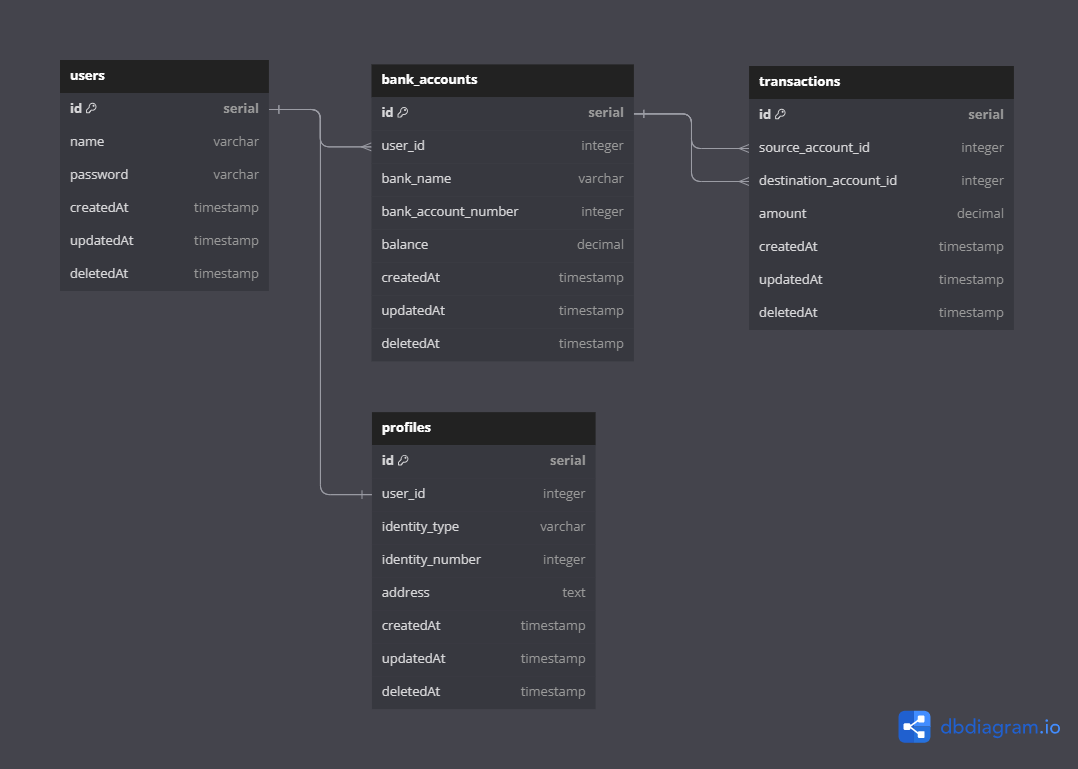 users
id serial
name varchar
password varchar
createdAt timestamp
updatedAt timestamp
deletedAt timestamp
bank_accounts
id serial
user_id integer
bank_name varchar
bank_account_number integer
balance decimal
createdAt timestamp
updatedAt timestamp
deletedAt timestamp
transactions
id serial
source_account_id integer
destination_account_id integer
amount decimal
createdAt timestamp
updatedAt timestamp
deletedAt timestamp
profiles
id serial
user_id integer
identity_type varchar
identity_number integer
address text
createdAt timestamp
updatedAt timestamp
deletedAt timestamp
dbdiagram.io